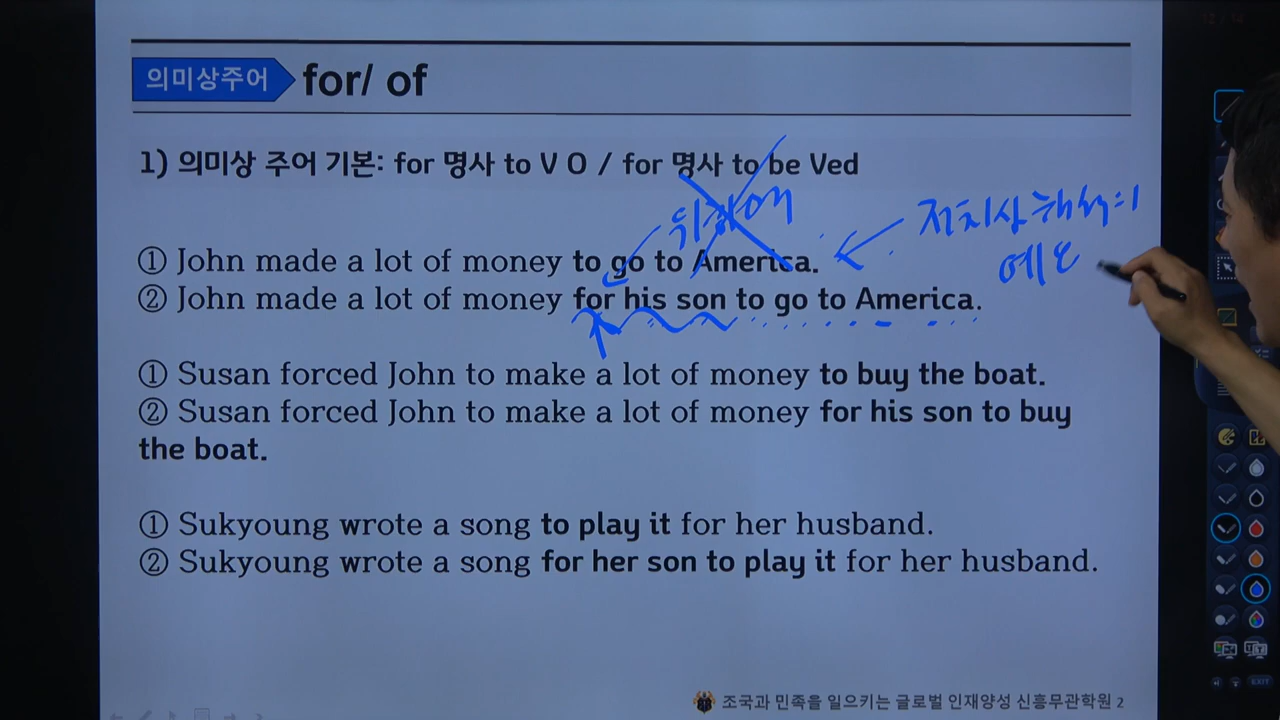 의미상주어 for/ of
1) 의미상 주어 기본: for 명사 to V O / for 명사 to be Ved
위하여
① John made a lot of money to go to America.
② John made a lot of money for his son to go to America.
① Susan forced John to make a lot of money to buy the boat.
② Susan forced John to make a lot of money for his son to buy
the boat.
① Sukyoung wrote a song to play it for her husband.
② Sukyoung wrote a song for her son to play it for her husband.
조국과 민족을 일으키는 글로벌 인재양성 신흥무관학원 2
EXIT